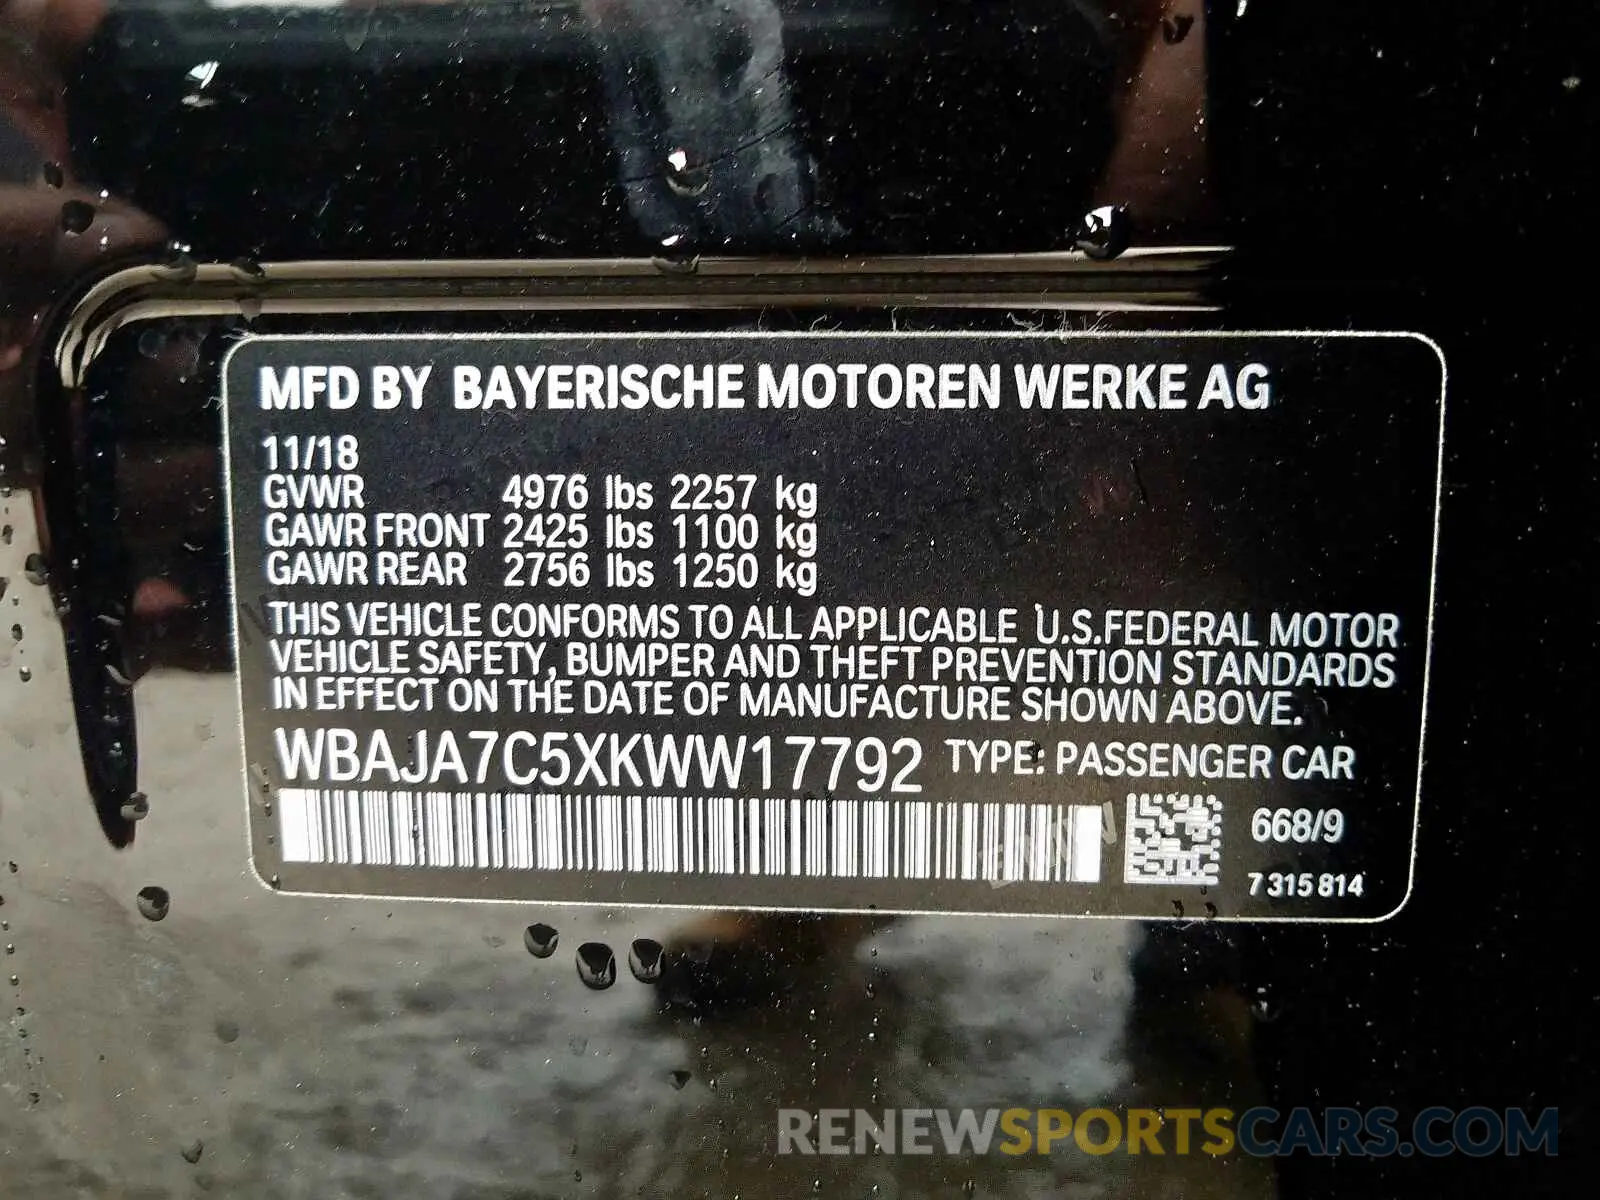 MFD BY BAYERISCHE MOTOREN WERKE AG
11/18
GVWR 4976 lbs 2257 kg
GAWR FRONT 2425 lbs 1100 kg
GAWR REAR 2756 lbs 1250 kg
THIS VEHICLE CONFORMS TO ALL APPLICABLE U.S.FEDERAL MOTOR
VEHICLE SAFETY, BUMPER AND THEFT PREVENTION STANDARDS
IN EFFECT ON THE DATE OF MANUFACTURE SHOWN ABOVE.
WBAJA7C5XKWW17792 TYPE: PASSENGER CAR
668/9
7 315 814
BMW
RENEWSPORTSCARS.COM